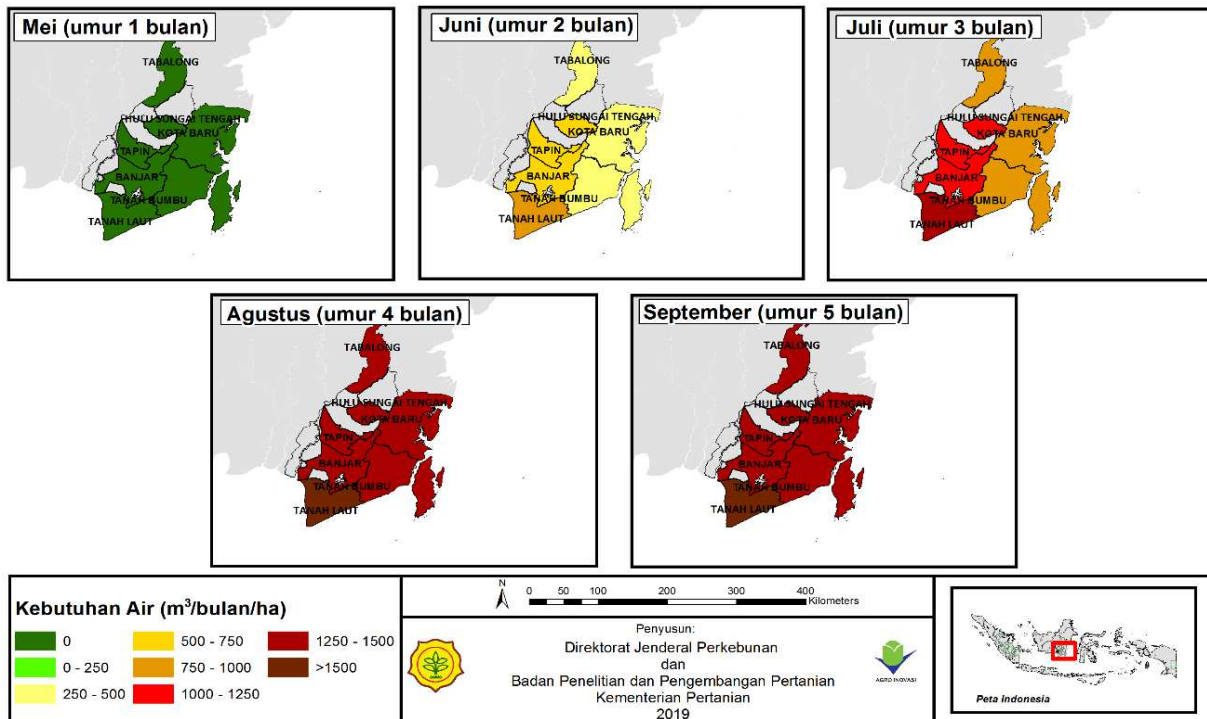 Mei (umur 1 bulan)
TABALONG
HULU SUNGAI TENGAH
KOTA BARU
TAPIN
BANJAR
TANAH BUMBU
TANAH LAUT
Juni (umur 2 bulan)
TABALONG
HULU SUNGAI TENGAH
KOTA BARU
TAPIN
BANJAR
TANAH BUMBU
TANAH LAUT
Juli (umur 3 bulan)
TABALONG
HULU SUNGAI TENGAH
KOTA BARU
TAPIN
BANJAR
TANAH BUMBU
TANAH LAUT
Agustus (umur 4 bulan)
TABALONG
HULU SUNGAI TENGAH
KOTA BARU
TAPIN
BANJAR
TANAH BUMBU
TANAH LAUT
September (umur 5 bulan)
TABALONG
HULU SUNGAI TENGAH
KOTA BARU
TAPIN
BANJAR
TANAH BUMBU
TANAH LAUT
Kebutuhan Air (m³/bulan/ha)
0
0 - 250
250 - 500
500 - 750
750 - 1000
1000 - 1250
1250 - 1500
>1500
N
0 50 100 200 300 400
Kilometers
Penyusun:
Direktorat Jenderal Perkebunan
dan
Badan Penelitian dan Pengembangan Pertanian
Kementerian Pertanian
2019
AGRO INOVASI
Peta Indonesia